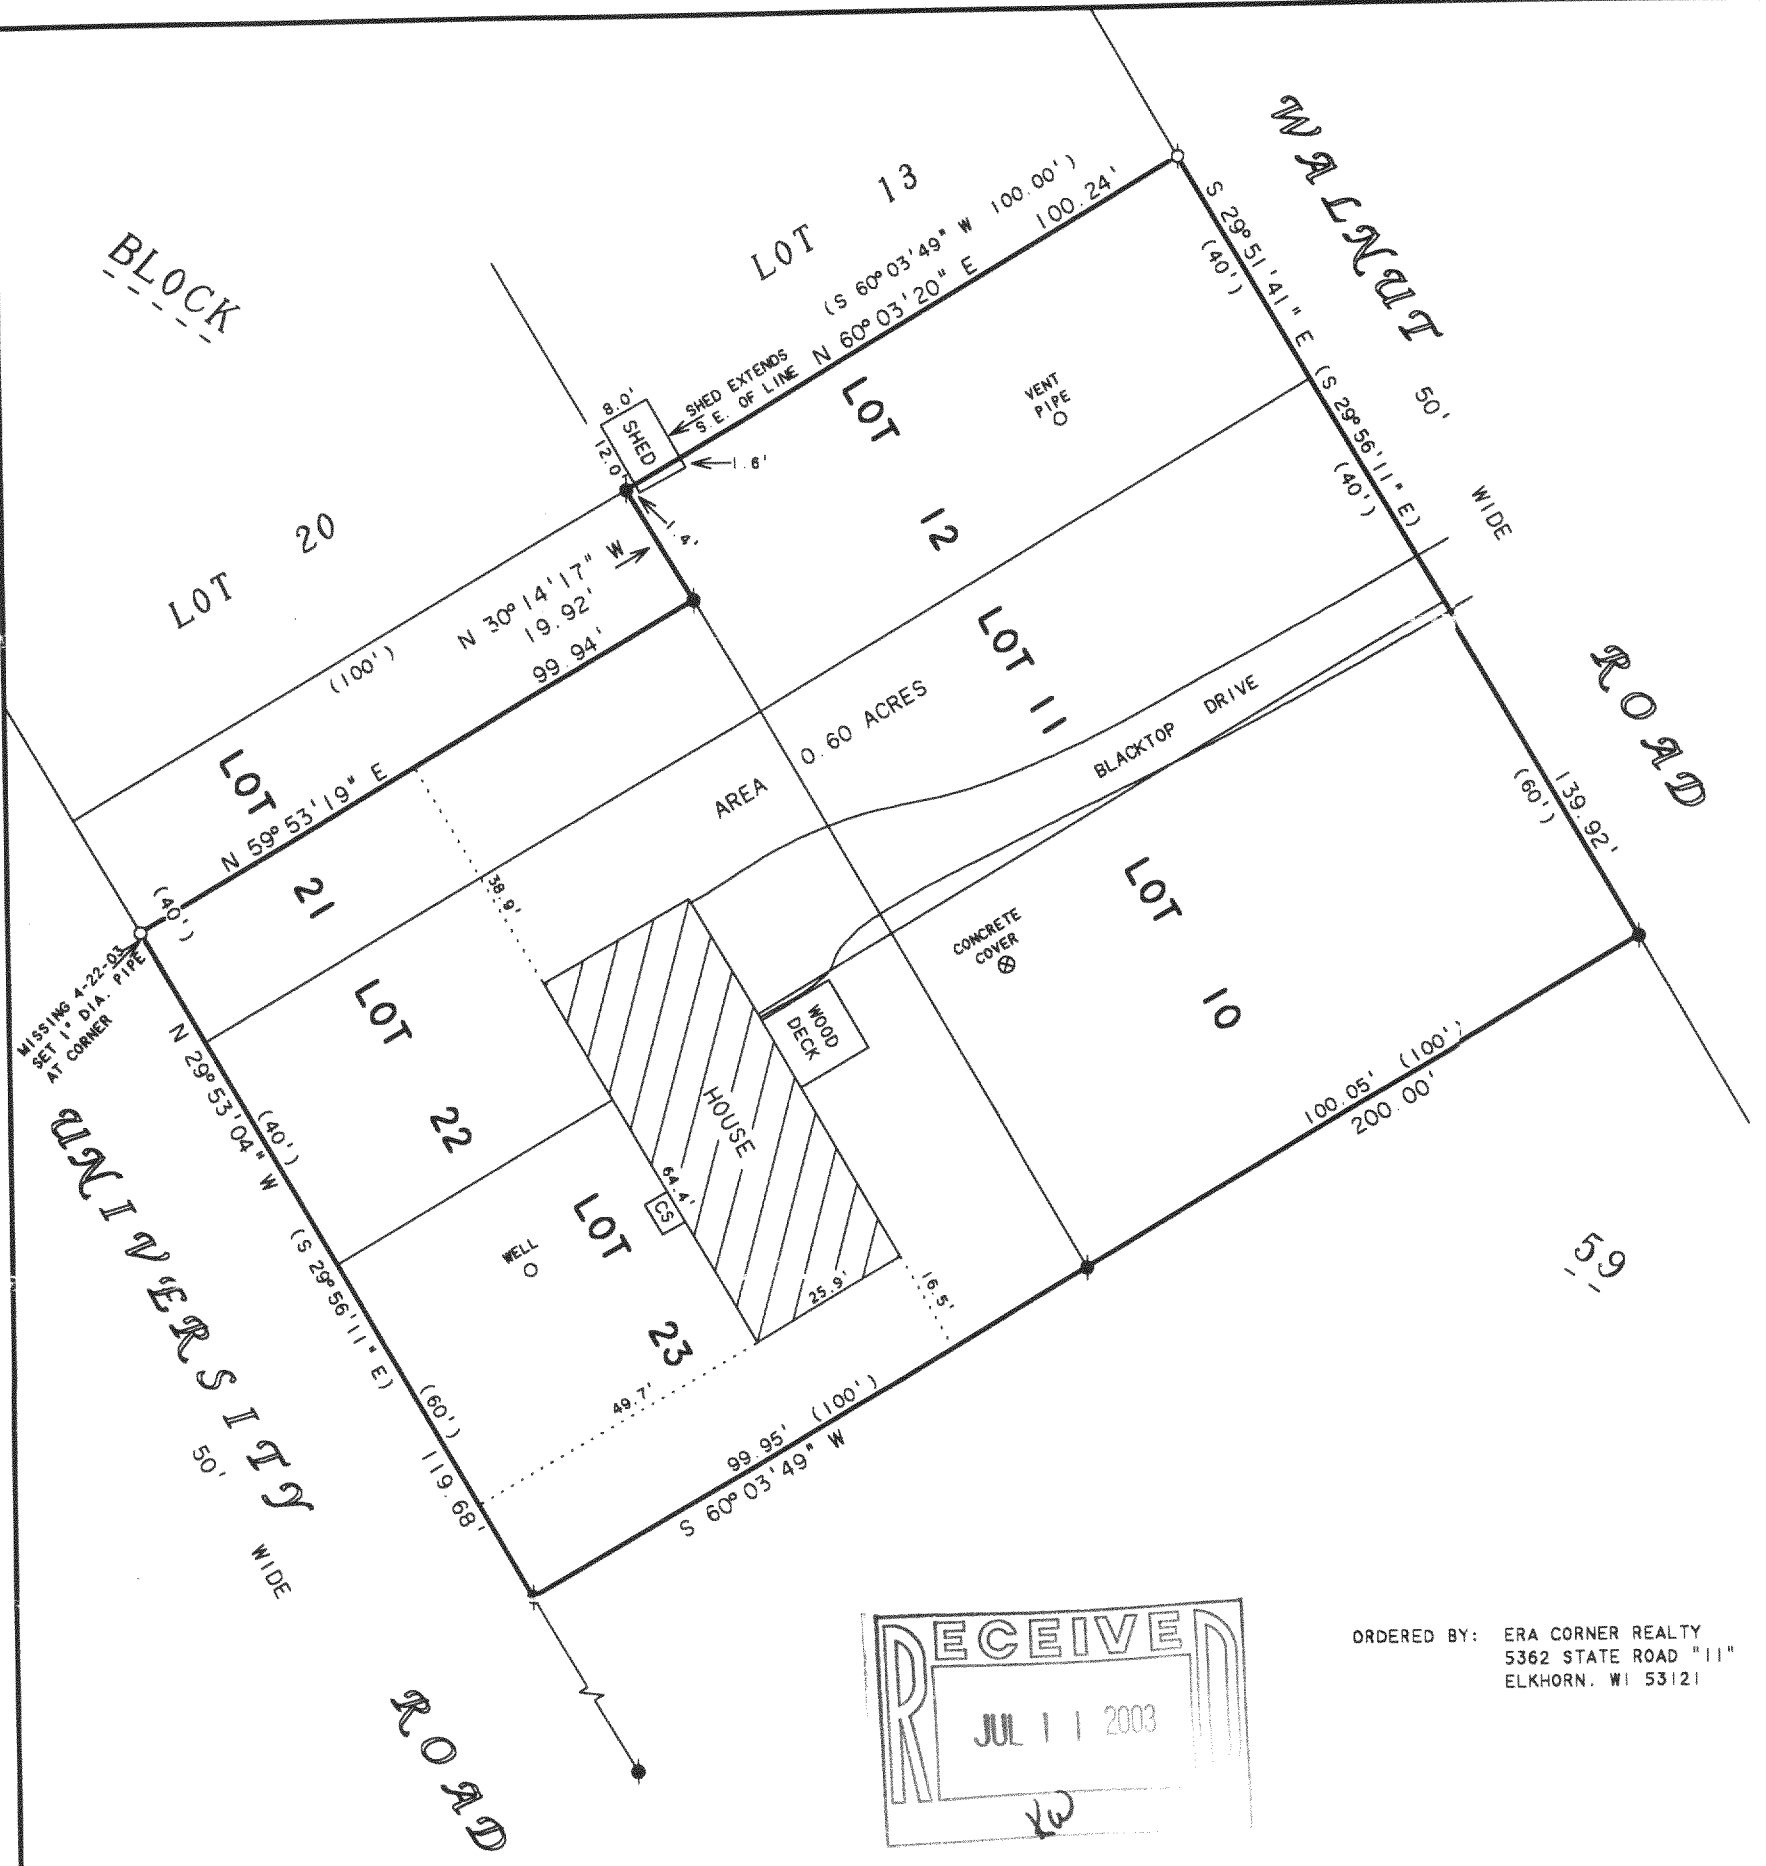 BLOCK
LOT 13
(S 60° 03'49" W 100.00')
N 60° 03'20" E 100.24'
WALNUT
50'
WIDE
ROAD
S 29° 51'41" E
(40')
(S 29° 56'11" E)
(40')
139.92'
(60')
SHED EXTENDS
S.E. OF LINE
8.0'
SHED
12.0'
1.6'
1.4'
VENT
PIPE
LOT 12
LOT 20
(100')
N 30° 14'17" W
19.92'
99.94'
N 59° 53'19" E
LOT 21
(40')
LOT 11
AREA 0.60 ACRES
BLACKTOP DRIVE
38.9'
MISSING 4-22-03
SET 1" DIA. PIPE
AT CORNER
LOT 10
CONCRETE
COVER
WOOD
DECK
HOUSE
64.4'
CS
LOT 22
N 29° 53'04" W
(40')
(S 29° 56'11" E)
(60')
119.68'
WELL
LOT 23
25.9'
16.5'
49.7'
99.95' (100')
S 60° 03'49" W
100.05' (100')
200.00'
59
UNIVERSITY
50'
WIDE
ROAD
RECEIVED
JUL 11 2003
KW
ORDERED BY: ERA CORNER REALTY
5362 STATE ROAD "11"
ELKHORN. WI 53121